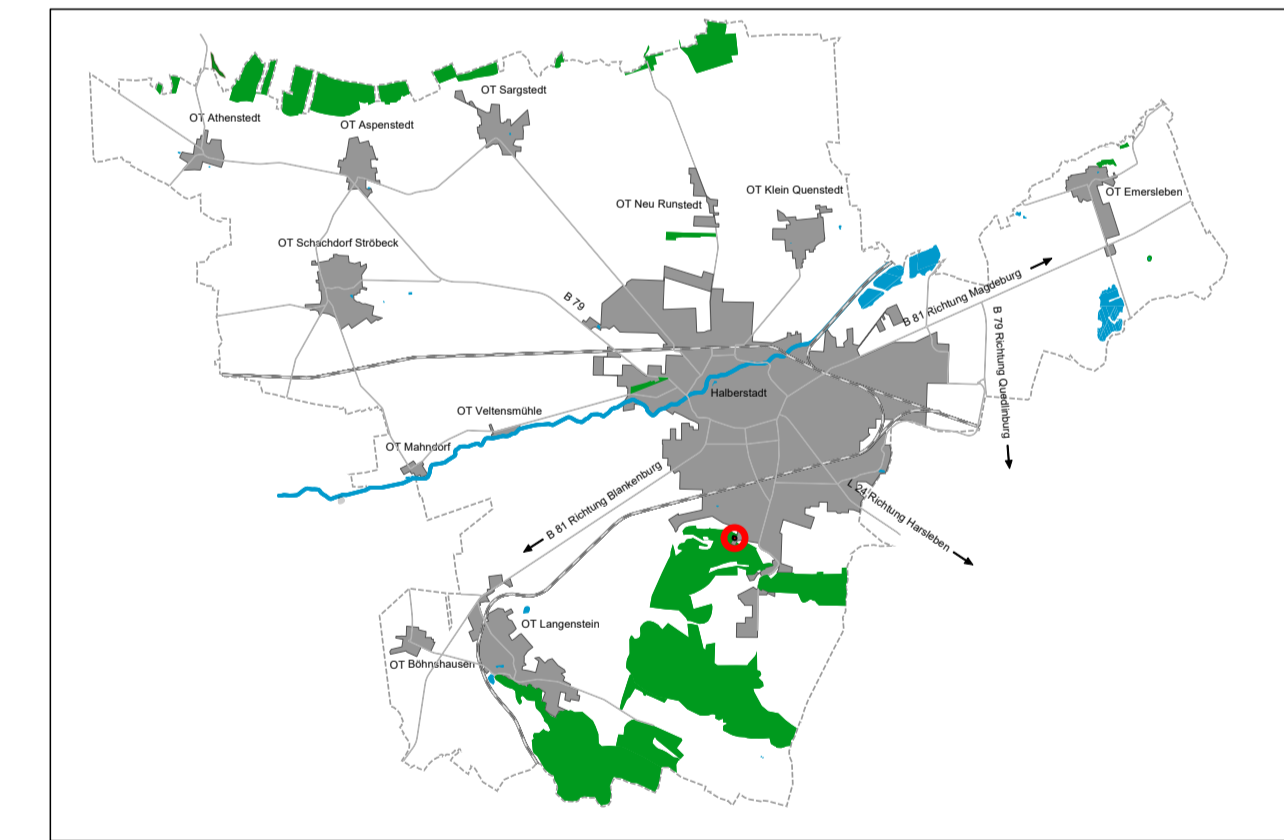 OT Sargstedt
OT Athenstedt
OT Aspenstedt
OT Klein Quenstedt
OT Emersleben
OT Neu Runstedt
OT Schachdorf Ströbeck
B 81 Richtung Magdeburg
B 79
B 79 Richtung Quedlinburg
Halberstadt
OT Veltensmühle
OT Mahndorf
B 81 Richtung Blankenburg
L 24 Richtung Harsleben
OT Langenstein
OT Böhnshausen